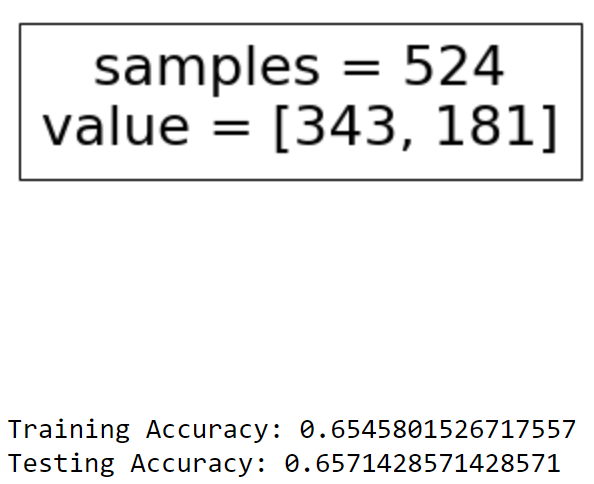 samples = 524
value = [343, 181]
Training Accuracy: 0.6545801526717557
Testing Accuracy: 0.6571428571428571